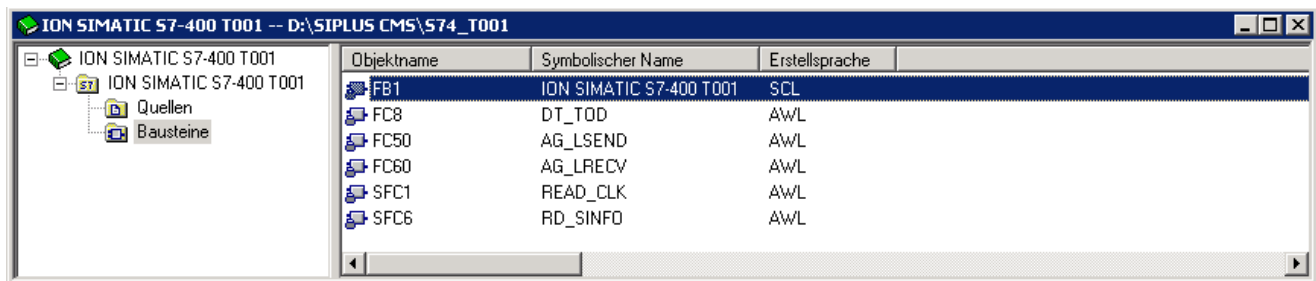 ION SIMATIC S7-400 T001 -- D:\SIPLUS CMS\S74_T001
ION SIMATIC S7-400 T001
ION SIMATIC S7-400 T001
Quellen
Bausteine
Objektname Symbolischer Name Erstellsprache
FB1 ION SIMATIC S7-400 T001 SCL
FC8 DT_TOD AWL
FC50 AG_LSEND AWL
FC60 AG_LRECV AWL
SFC1 READ_CLK AWL
SFC6 RD_SINFO AWL